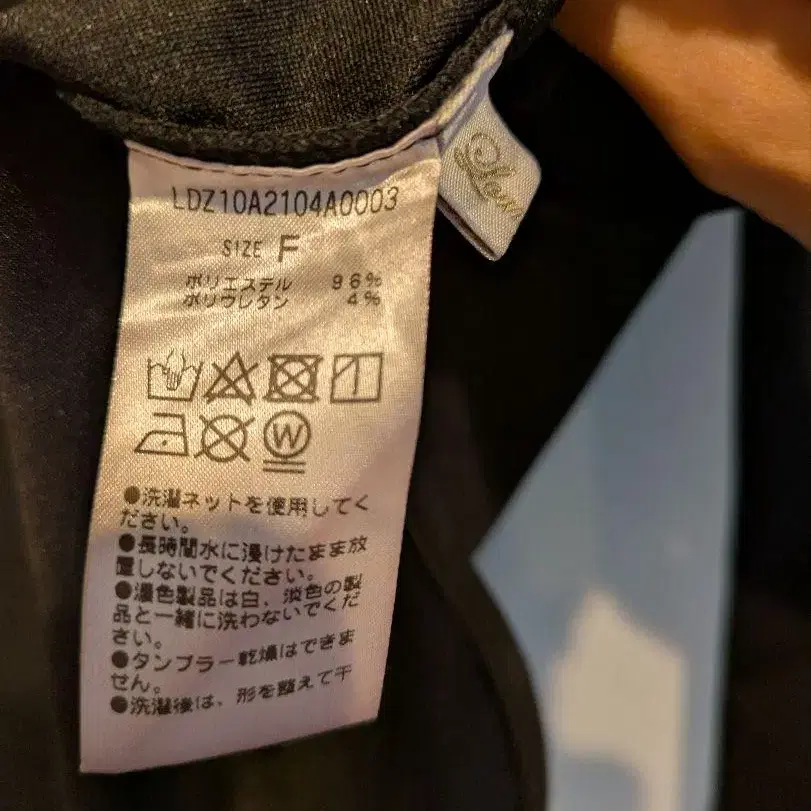 LDZ10A2104A0003
SIZE F
ポリエステル 96%
ポリウレタン 4%
W
●洗濯ネットを使用してく
ださい。
●長時間水に浸けたまま放
置しないでください。
●濃色製品は白、淡色の製
品と一緒に洗わないでくだ
さい。
●タンブラー乾燥はできま
せん。
●洗濯後は、形を整えて干